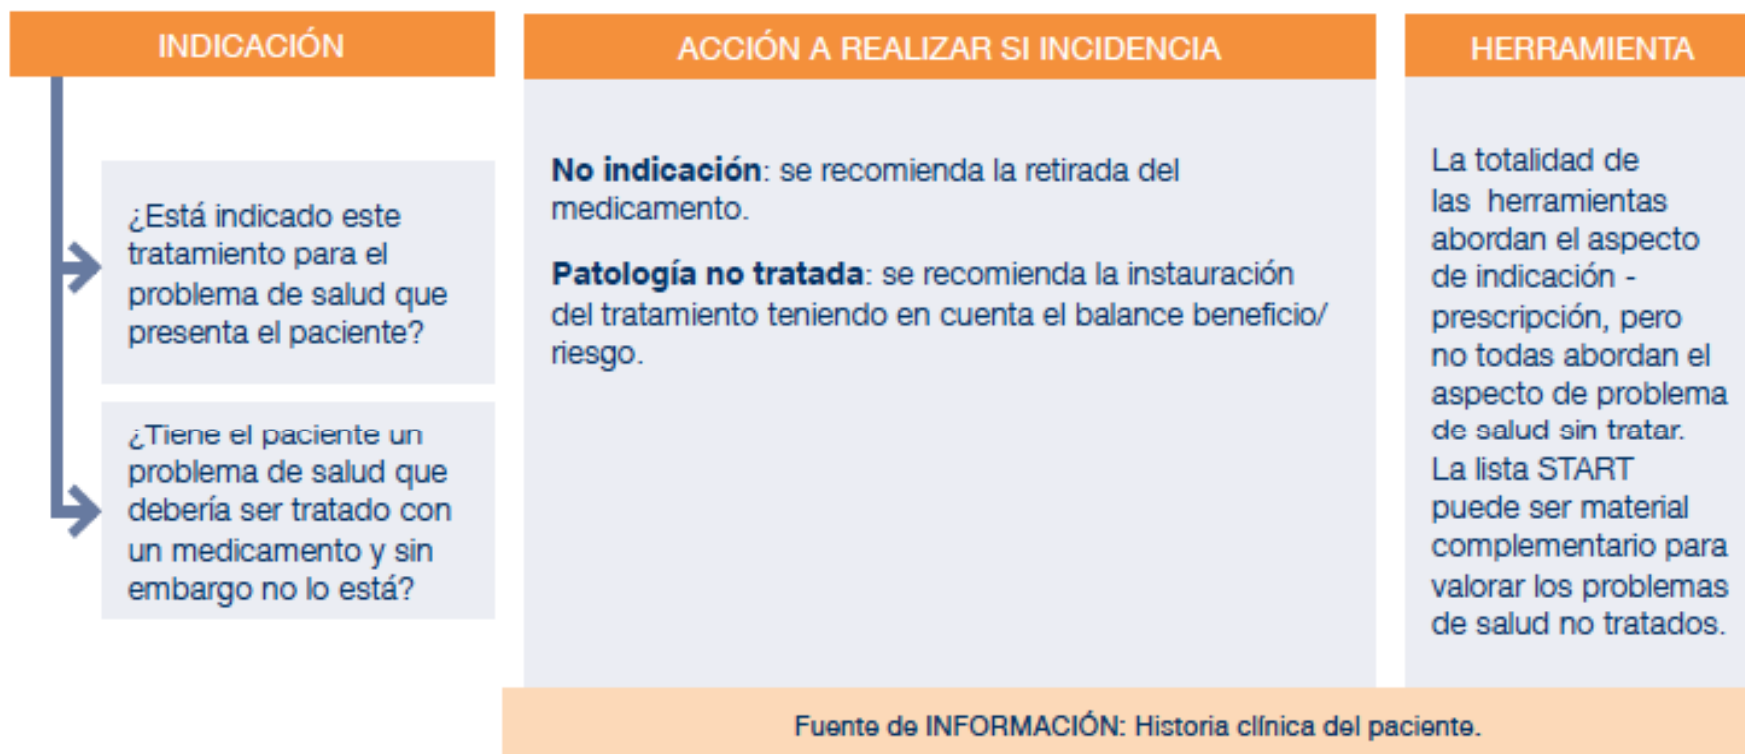 INDICACIÓN
¿Está indicado este
tratamiento para el
problema de salud que
presenta el paciente?
¿Tiene el paciente un
problema de salud que
debería ser tratado con
un medicamento y sin
embargo no lo está?
ACCIÓN A REALIZAR SI INCIDENCIA
No indicación: se recomienda la retirada del
medicamento.
Patología no tratada: se recomienda la instauración
del tratamiento teniendo en cuenta el balance beneficio/
riesgo.
HERRAMIENTA
La totalidad de
las herramientas
abordan el aspecto
de indicación -
prescripción, pero
no todas abordan el
aspecto de problema
de salud sin tratar.
La lista START
puede ser material
complementario para
valorar los problemas
de salud no tratados.
Fuente de INFORMACIÓN: Historia clínica del paciente.